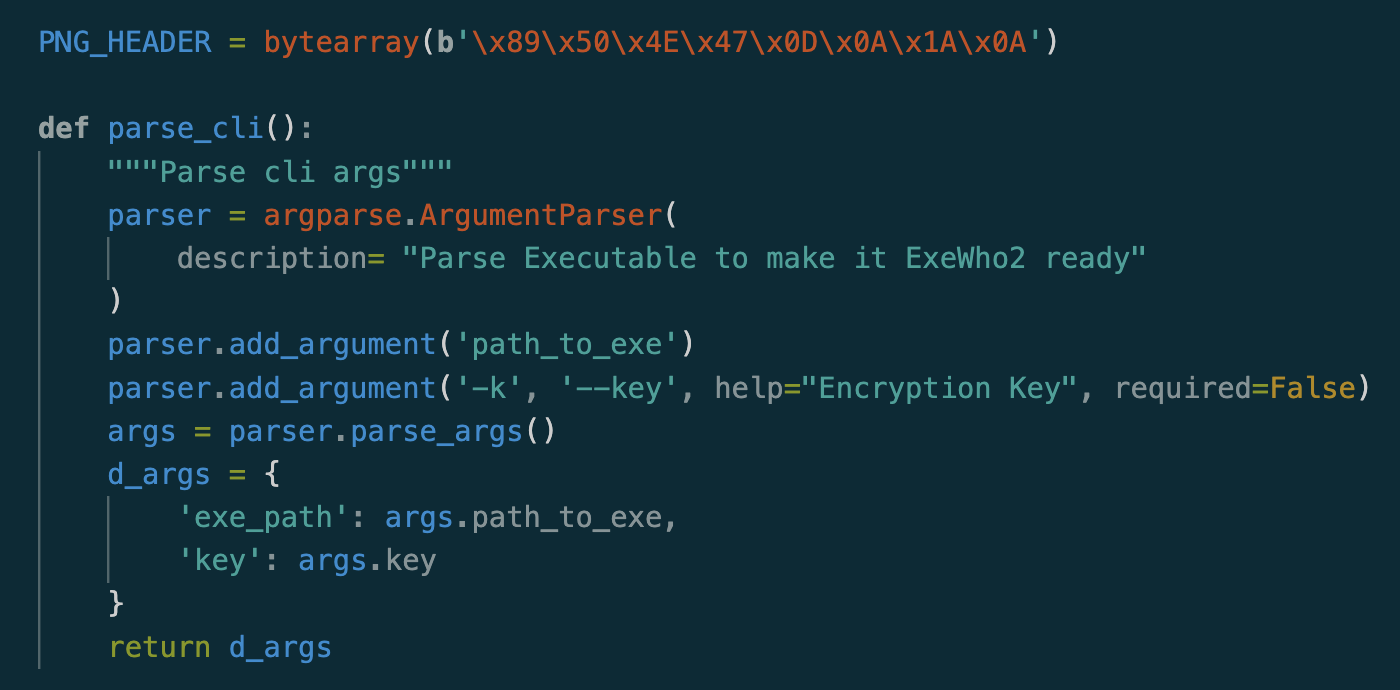 PNG_HEADER = bytearray(b'\x89\x50\x4E\x47\x0D\x0A\x1A\x0A')
def parse_cli():
    """Parse cli args"""
    parser = argparse.ArgumentParser(
        description= "Parse Executable to make it ExeWho2 ready"
    )
    parser.add_argument('path_to_exe')
    parser.add_argument('-k', '--key', help="Encryption Key", required=False)
    args = parser.parse_args()
    d_args = {
        'exe_path': args.path_to_exe,
        'key': args.key
    }
    return d_args